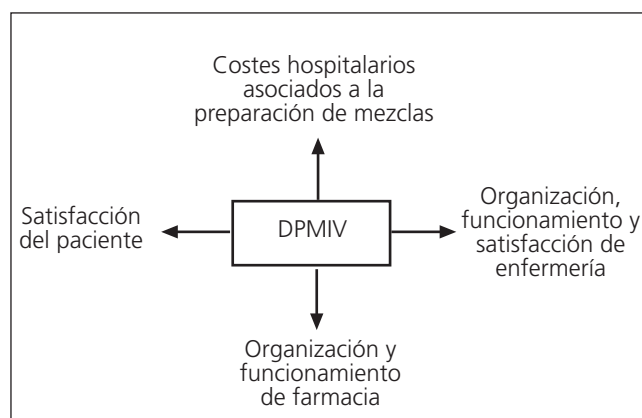 Costes hospitalarios
asociados a la
preparación de mezclas
Satisfacción
del paciente
DPMIV
Organización,
funcionamiento y
satisfacción de
enfermería
Organización y
funcionamiento
de farmacia